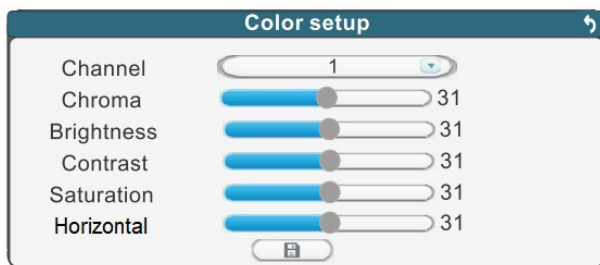 Color setup
Channel 1
Chroma 31
Brightness 31
Contrast 31
Saturation 31
Horizontal 31